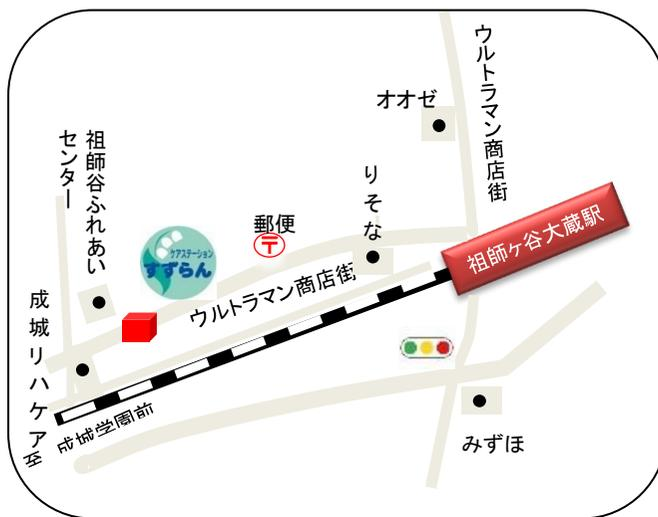 ウルトラマン商店街
オオゼ
祖師谷ふれあい
センター
りそな
郵便
〒
ケアステーション
すずらん
祖師ヶ谷大蔵駅
ウルトラマン商店街
成城リハケア
至 成城学園前
みずほ